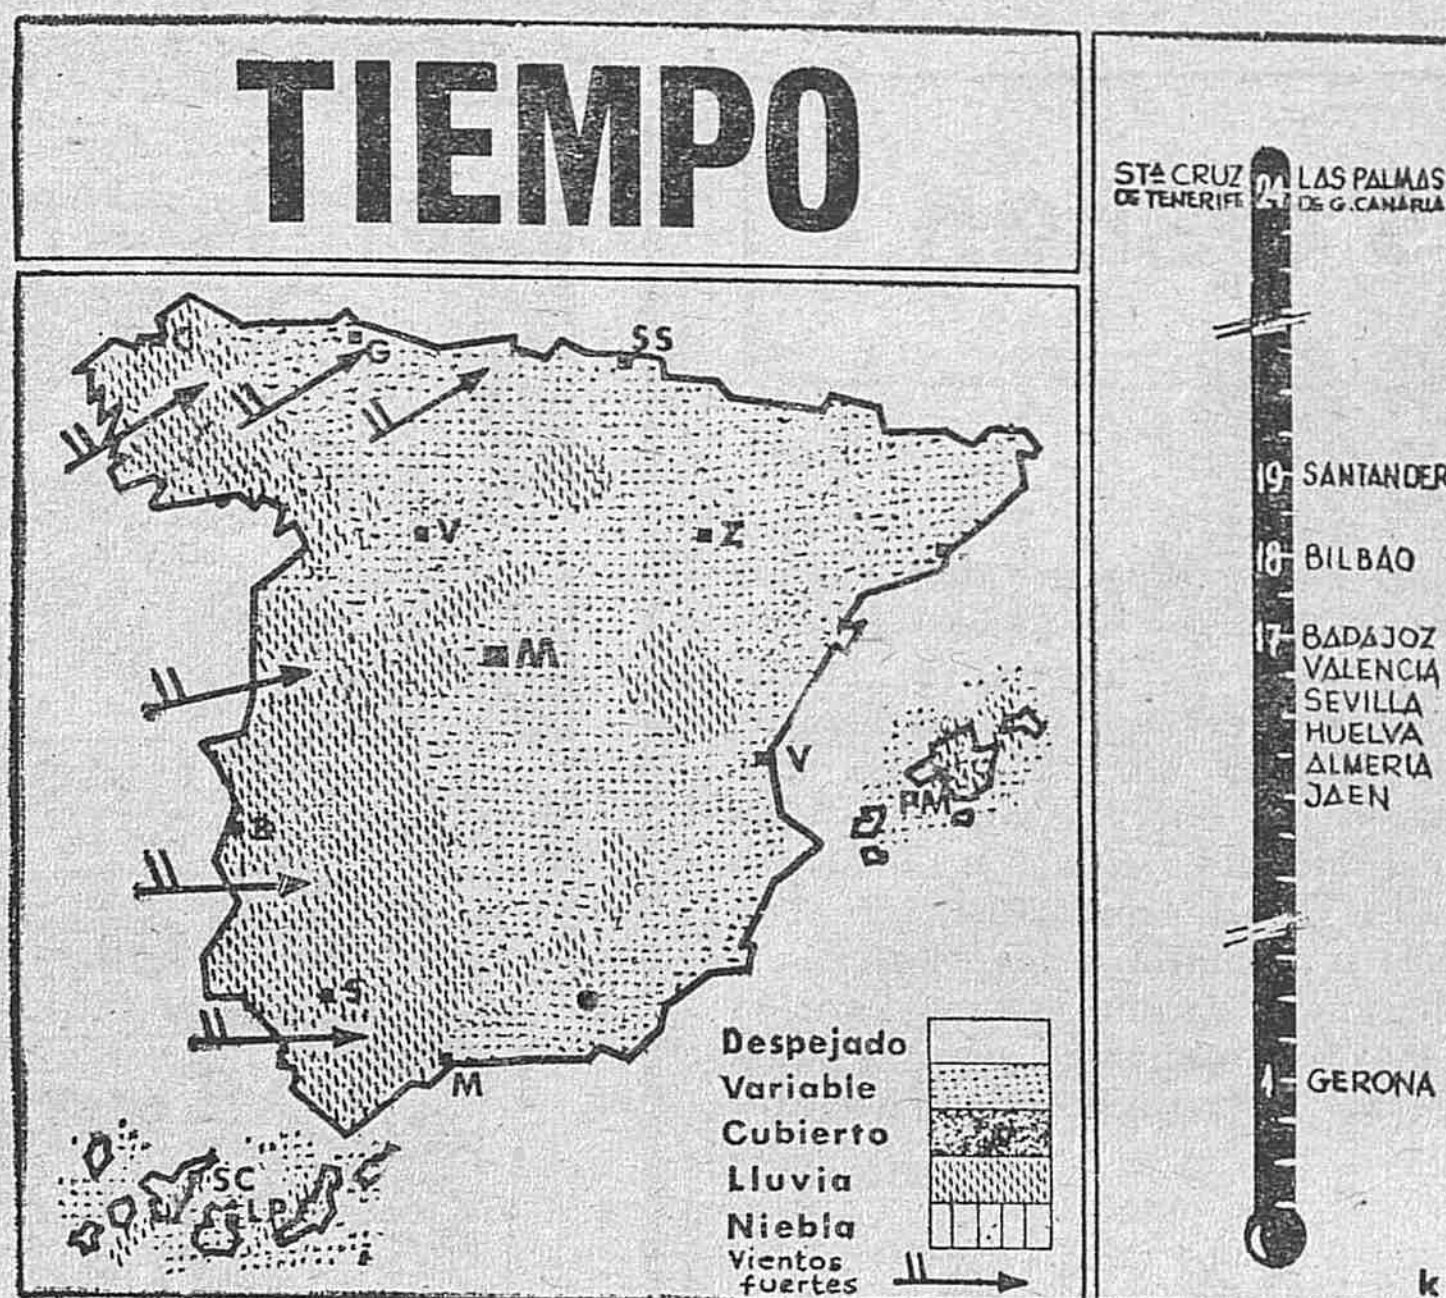 TIEMPO
C
G
SS
V
Z
M
V
PM
B
S
M
SC
LP
Despejado
Variable
Cubierto
Lluvia
Niebla
Vientos
fuertes
STA CRUZ
DE TENERIFE
LAS PALMAS
DE G. CANARIA
19 SANTANDER
18 BILBAO
17 BADAJOZ
VALENCIA
SEVILLA
HUELVA
ALMERIA
JAEN
GERONA
k